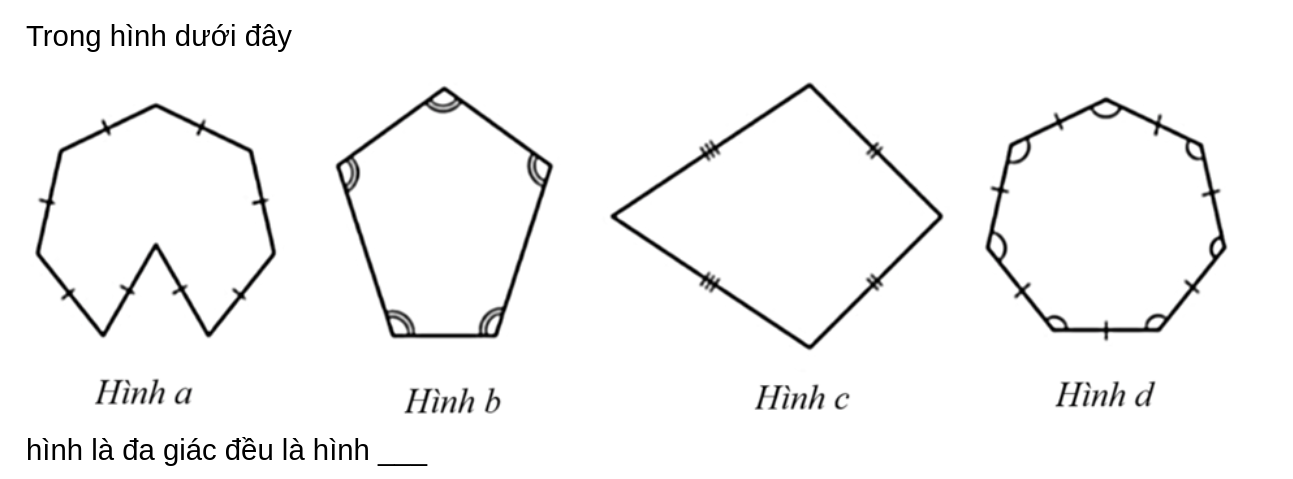 Trong hình dưới đây
Hình a
Hình b
Hình c
Hình d
hình là đa giác đều là hình ___